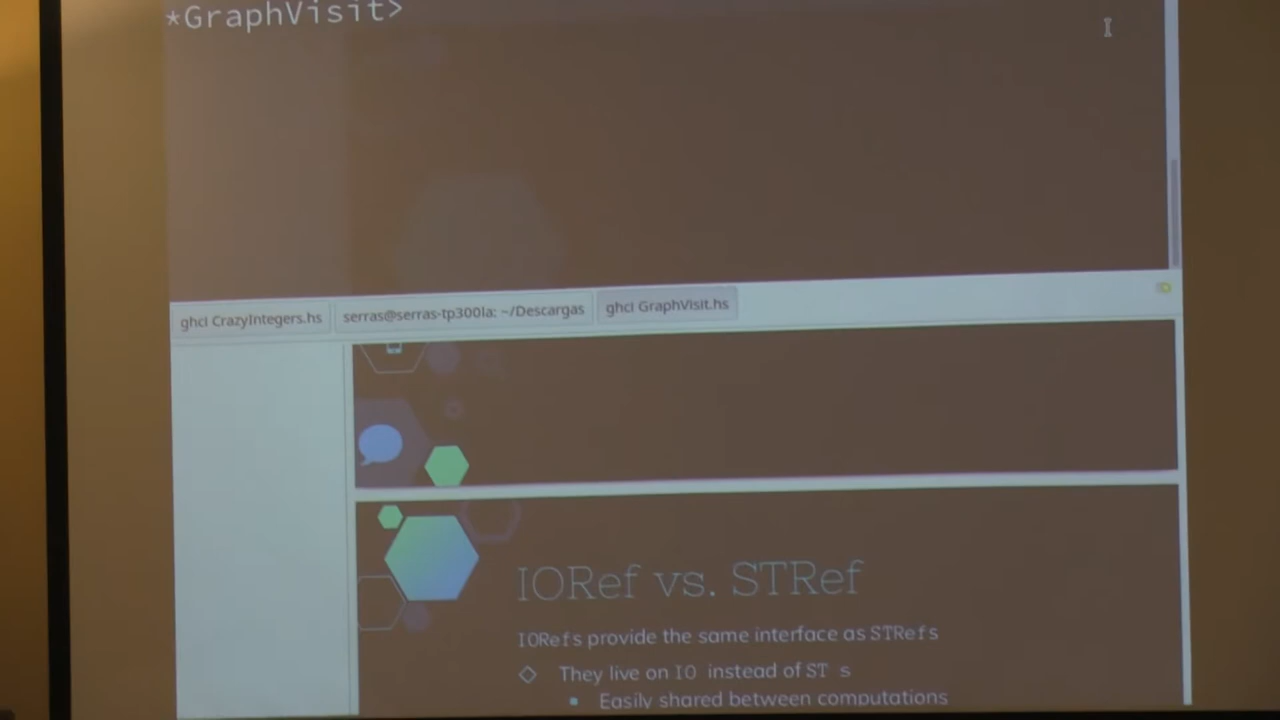 *GraphVisit>
ghci CrazyIntegers.hs
serras@serras-tp300la: ~/Descargas
ghci GraphVisit.hs
IORef vs. STRef
IORefs provide the same interface as STRefs
They live on IO instead of ST s
Easily shared between computations